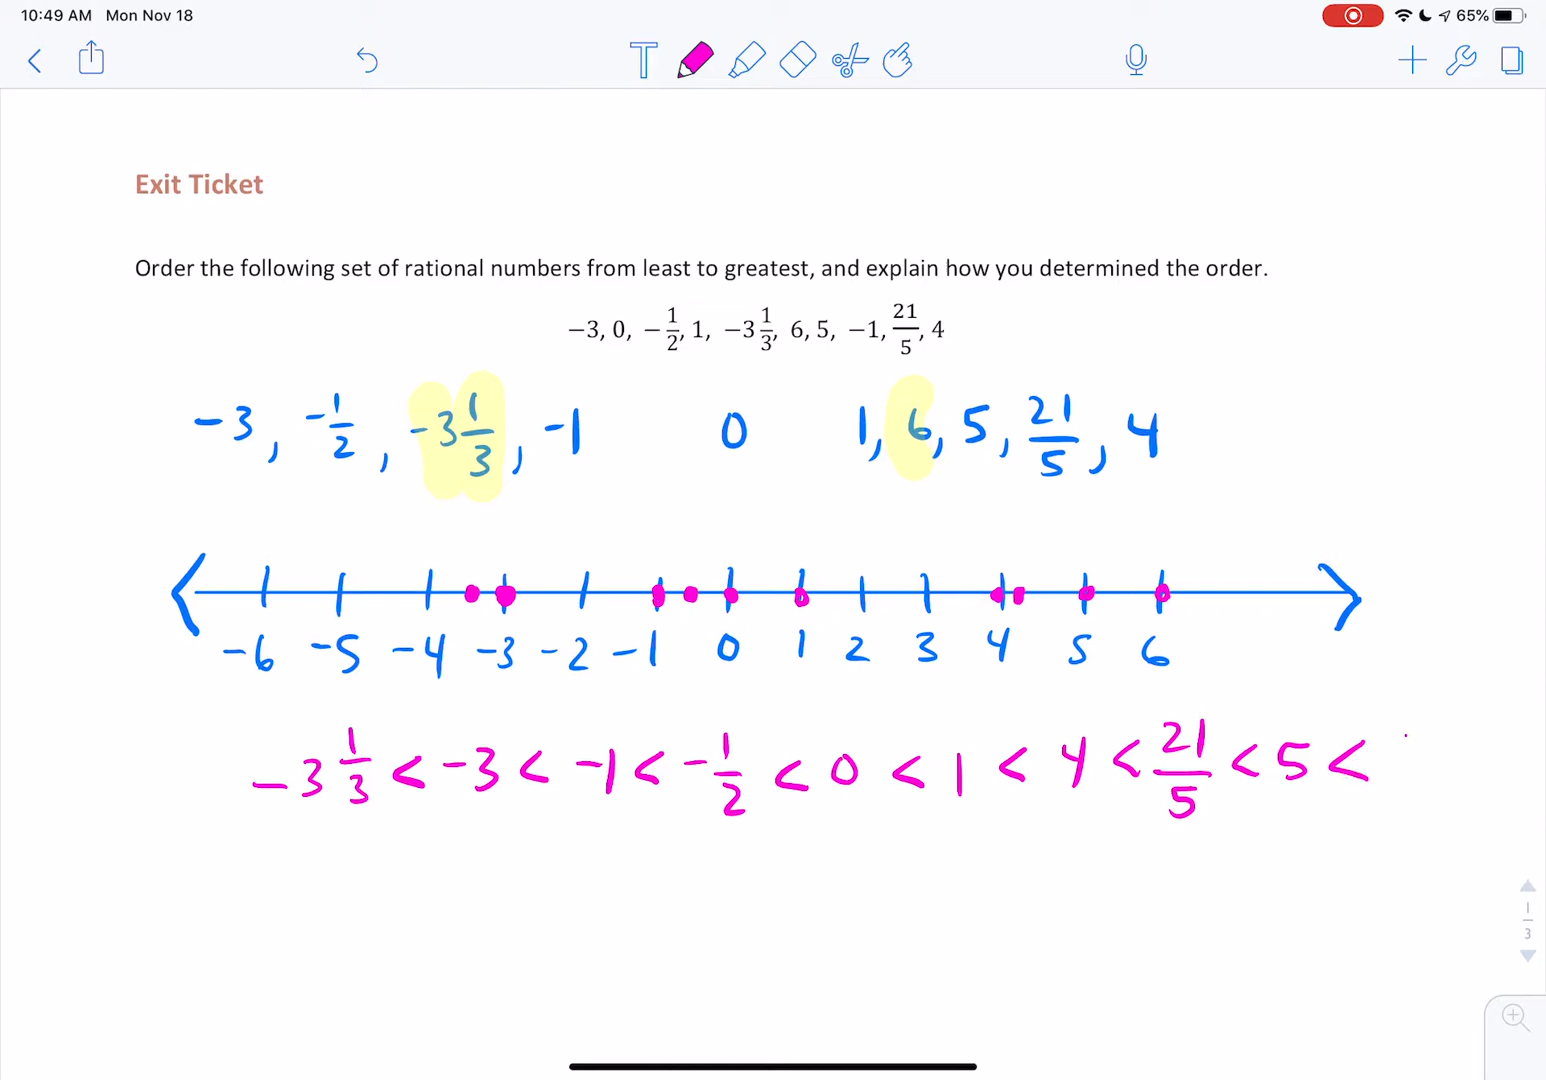 10:49 AM Mon Nov 18 65%
T
Exit Ticket
Order the following set of rational numbers from least to greatest, and explain how you determined the order.
−3, 0, −1/2, 1, −3 1/3, 6, 5, −1, 21/5, 4
-3, -1/2, -3 1/3, -1 0 1, 6, 5, 21/5, 4
-6 -5 -4 -3 -2 -1 0 1 2 3 4 5 6
-3 1/3 < -3 < -1 < -1/2 < 0 < 1 < 4 < 21/5 < 5 <
1
3